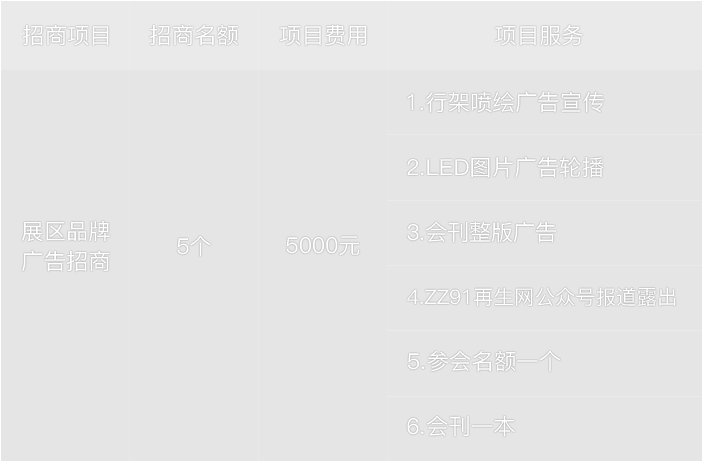 招商项目 招商名额 项目费用 项目服务
1.行架喷绘广告宣传
2.LED图片广告轮播
展区品牌
广告招商
5个
5000元
3.会刊整版广告
4.ZZ91再生网公众号报道露出
5.参会名额一个
6.会刊一本